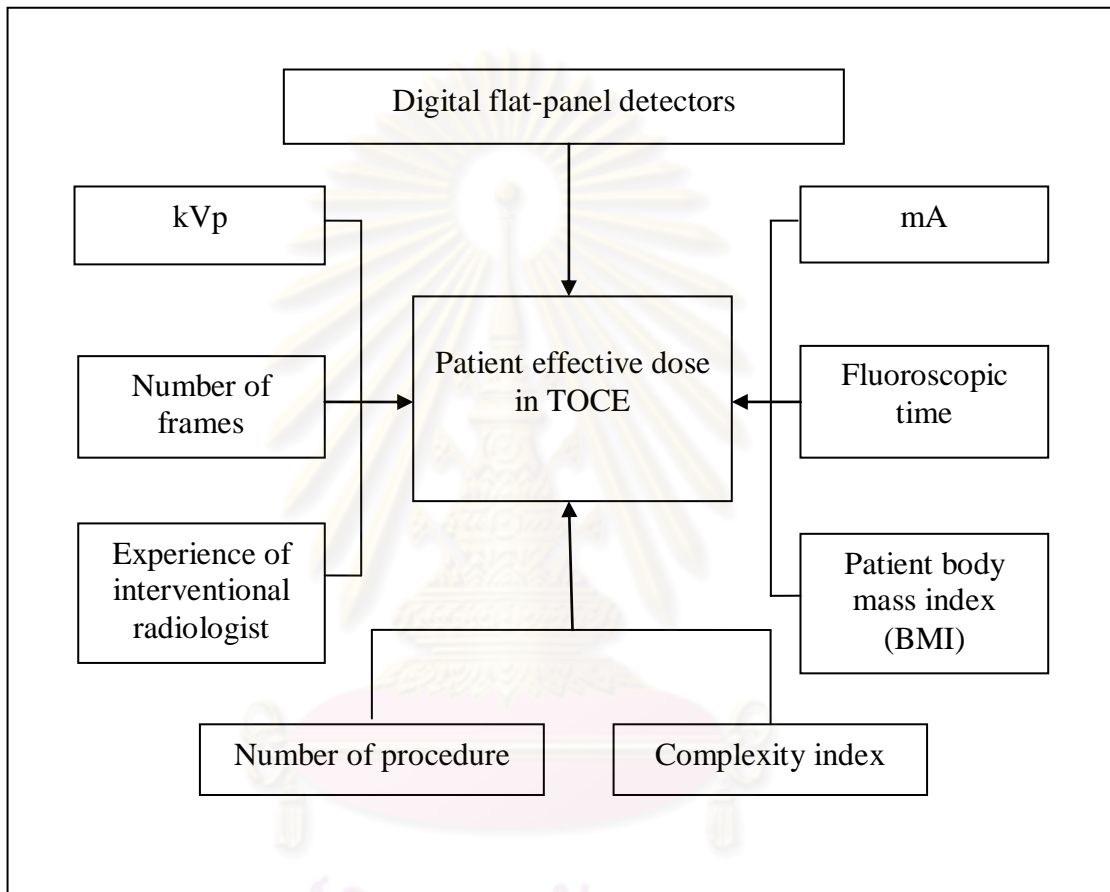 Digital flat-panel detectors
kVp
mA
Patient effective dose
in TOCE
Number of
frames
Fluoroscopic
time
Experience of
interventional
radiologist
Patient body
mass index
(BMI)
Number of procedure
Complexity index